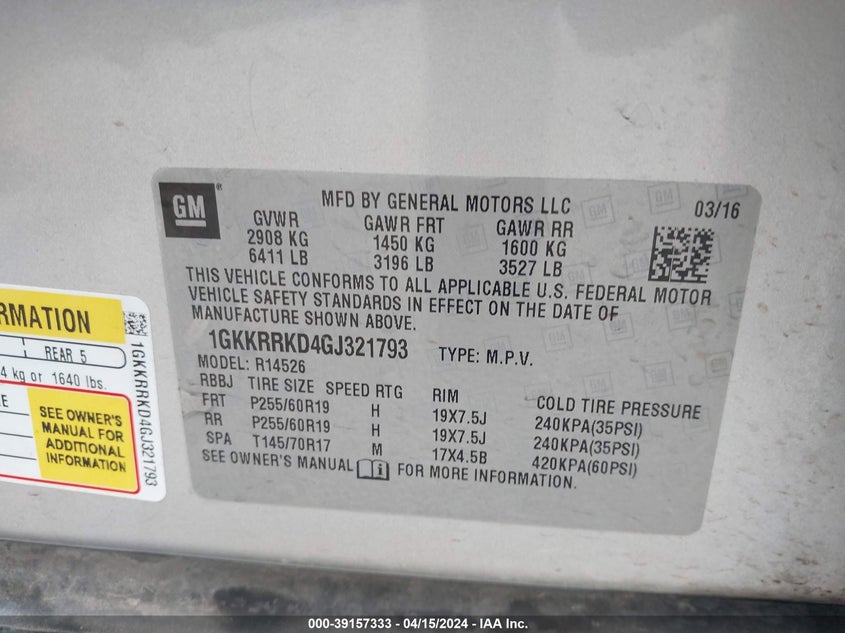 GM
®
MFD BY GENERAL MOTORS LLC
03/16
GVWR GAWR FRT GAWR RR
2908 KG 1450 KG 1600 KG
6411 LB 3196 LB 3527 LB
THIS VEHICLE CONFORMS TO ALL APPLICABLE U.S. FEDERAL MOTOR
VEHICLE SAFETY STANDARDS IN EFFECT ON THE DATE OF
MANUFACTURE SHOWN ABOVE.
1GKKRRKD4GJ321793 TYPE: M.P.V.
MODEL: R14526
RBBJ TIRE SIZE SPEED RTG RIM COLD TIRE PRESSURE
FRT P255/60R19 H 19X7.5J 240KPA(35PSI)
RR P255/60R19 H 19X7.5J 240KPA(35PSI)
SPA T145/70R17 M 17X4.5B 420KPA(60PSI)
SEE OWNER'S MANUAL FOR MORE INFORMATION.
RMATION
REAR 5
4 kg or 1640 lbs.
E
SEE OWNER'S
MANUAL FOR
ADDITIONAL
INFORMATION
1GKKRRKD4GJ321793
000-39157333 - 04/15/2024 - IAA Inc.